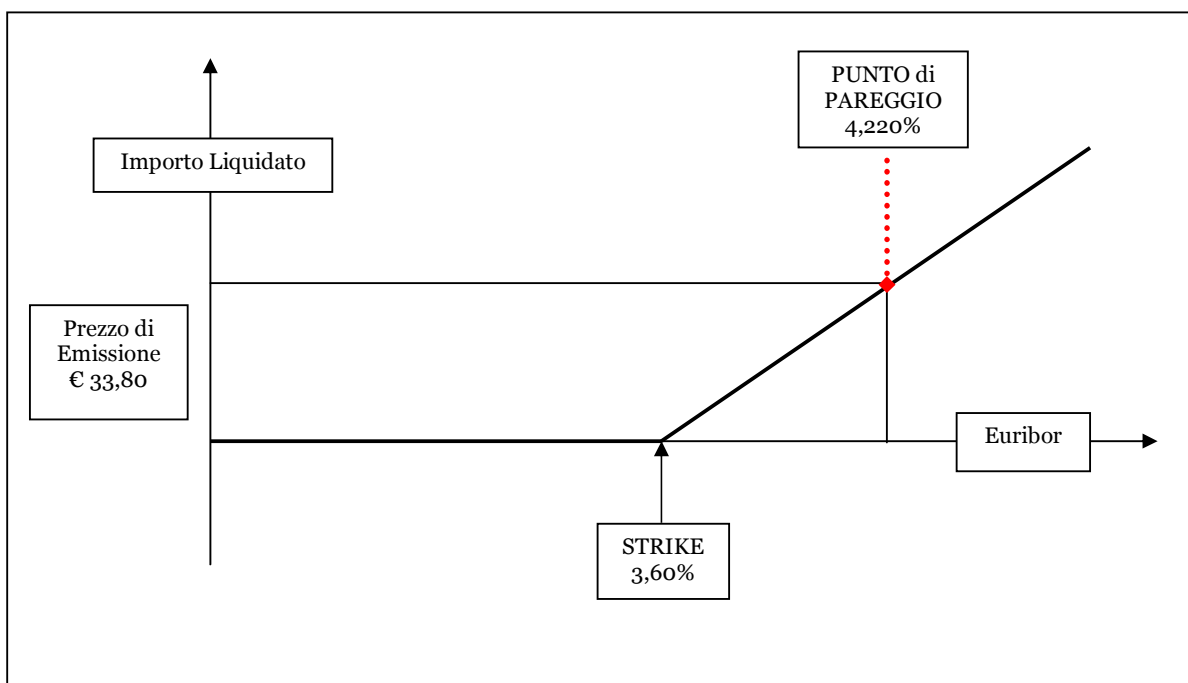 PUNTO di
PAREGGIO
4,220%
Importo Liquidato
Prezzo di
Emissione
€ 33,80
Euribor
STRIKE
3,60%